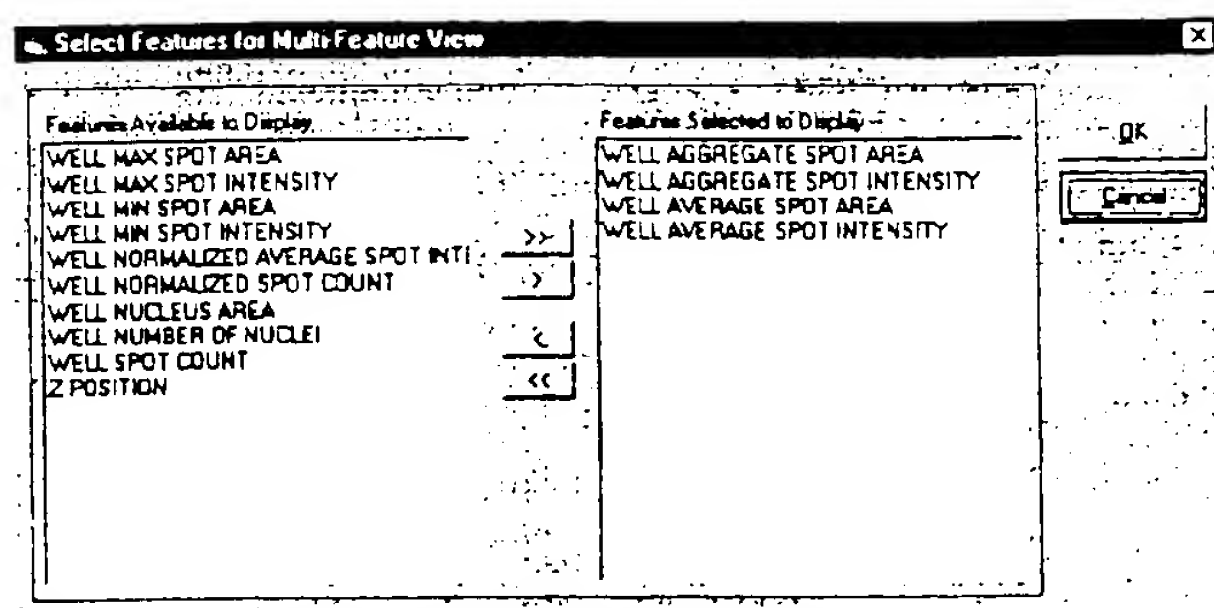 Select Features for Multi-Feature View
Features Available to Display
WELL MAX SPOT AREA
WELL MAX SPOT INTENSITY
WELL MIN SPOT AREA
WELL MIN SPOT INTENSITY
WELL NORMALIZED AVERAGE SPOT INTE
WELL NORMALIZED SPOT COUNT
WELL NUCLEUS AREA
WELL NUMBER OF NUCLEI
WELL SPOT COUNT
Z POSITION
>>
>
<
<<
Features Selected to Display
WELL AGGREGATE SPOT AREA
WELL AGGREGATE SPOT INTENSITY
WELL AVERAGE SPOT AREA
WELL AVERAGE SPOT INTENSITY
OK
Cancel